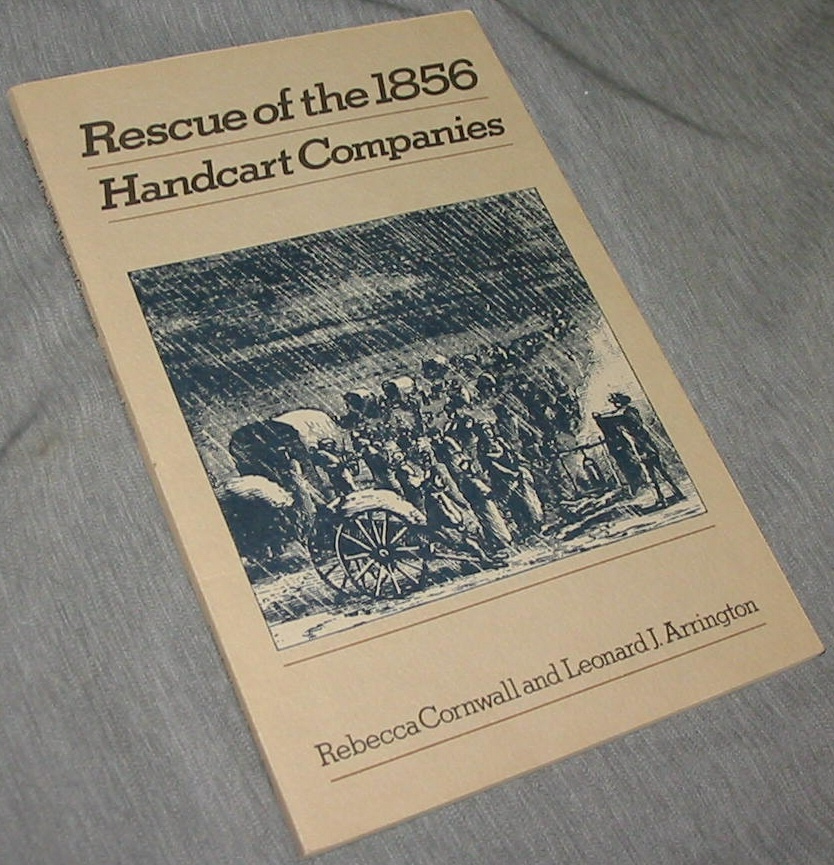 Rescue of the 1856
Handcart Companies
Rebecca Cornwall and Leonard J. Arrington